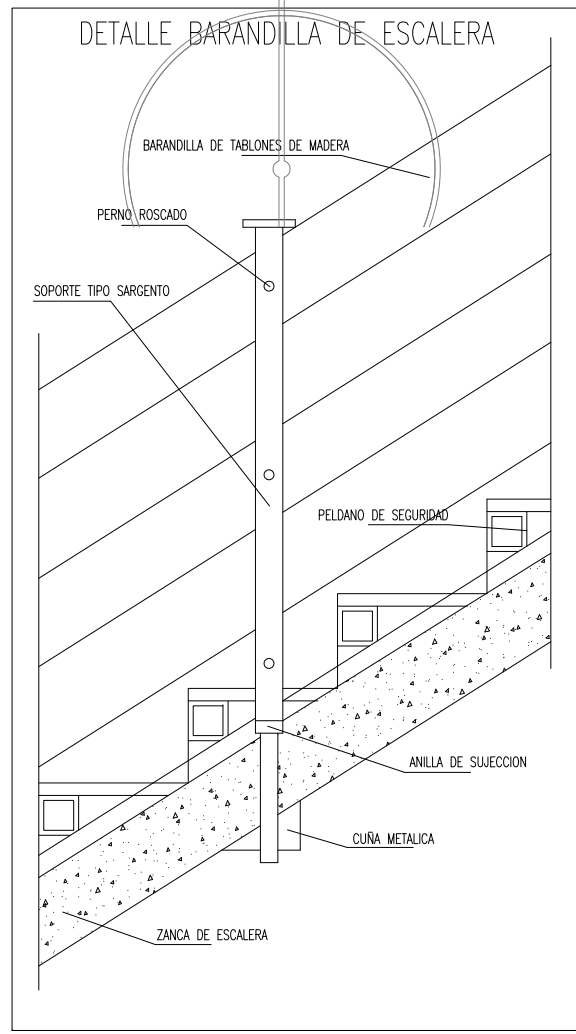 DETALLE BARANDILLA DE ESCALERA
BARANDILLA DE TABLONES DE MADERA
PERNO ROSCADO
SOPORTE TIPO SARGENTO
PELDANO DE SEGURIDAD
ANILLA DE SUJECCION
CUÑA METALICA
ZANCA DE ESCALERA